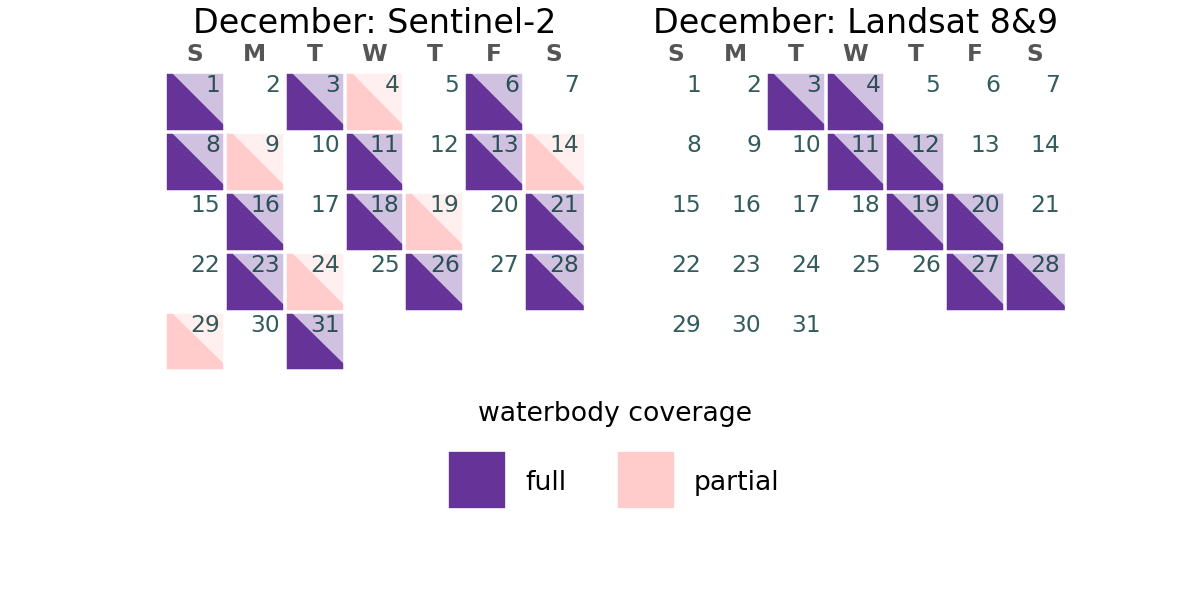 December: Sentinel-2
S M T W T F S
1 2 3 4 5 6 7
8 9 10 11 12 13 14
15 16 17 18 19 20 21
22 23 24 25 26 27 28
29 30 31
December: Landsat 8&9
S M T W T F S
1 2 3 4 5 6 7
8 9 10 11 12 13 14
15 16 17 18 19 20 21
22 23 24 25 26 27 28
29 30 31
waterbody coverage
full partial